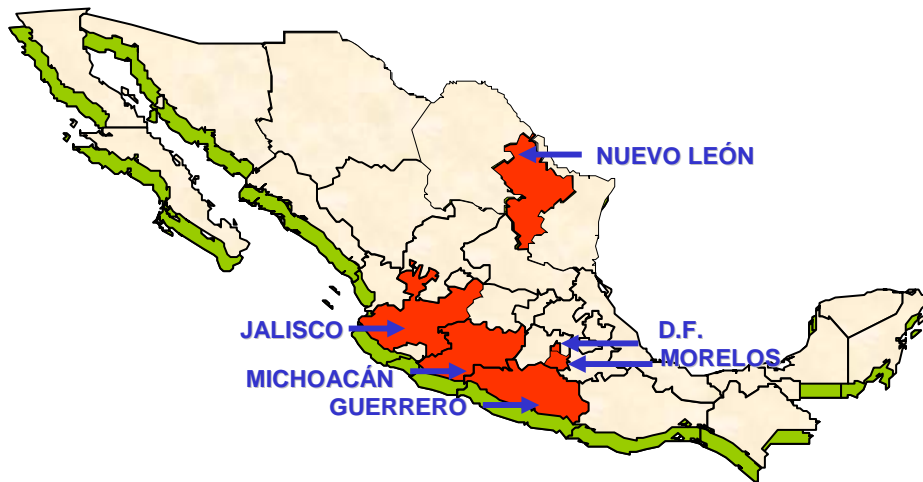 NUEVO LEÓN
JALISCO
D.F.
MORELOS
MICHOACÁN
GUERRERO